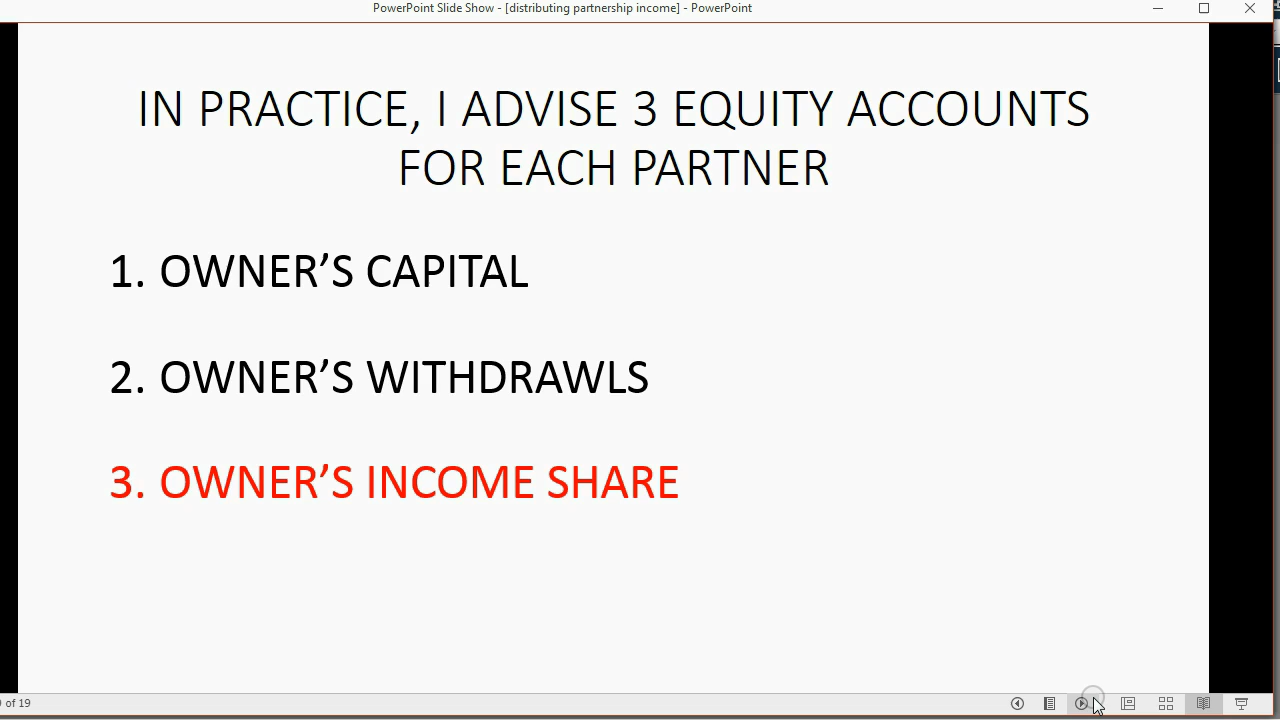 PowerPoint Slide Show - [distributing partnership income] - PowerPoint
IN PRACTICE, I ADVISE 3 EQUITY ACCOUNTS
FOR EACH PARTNER
1. OWNER’S CAPITAL
2. OWNER’S WITHDRAWLS
3. OWNER’S INCOME SHARE
of 19